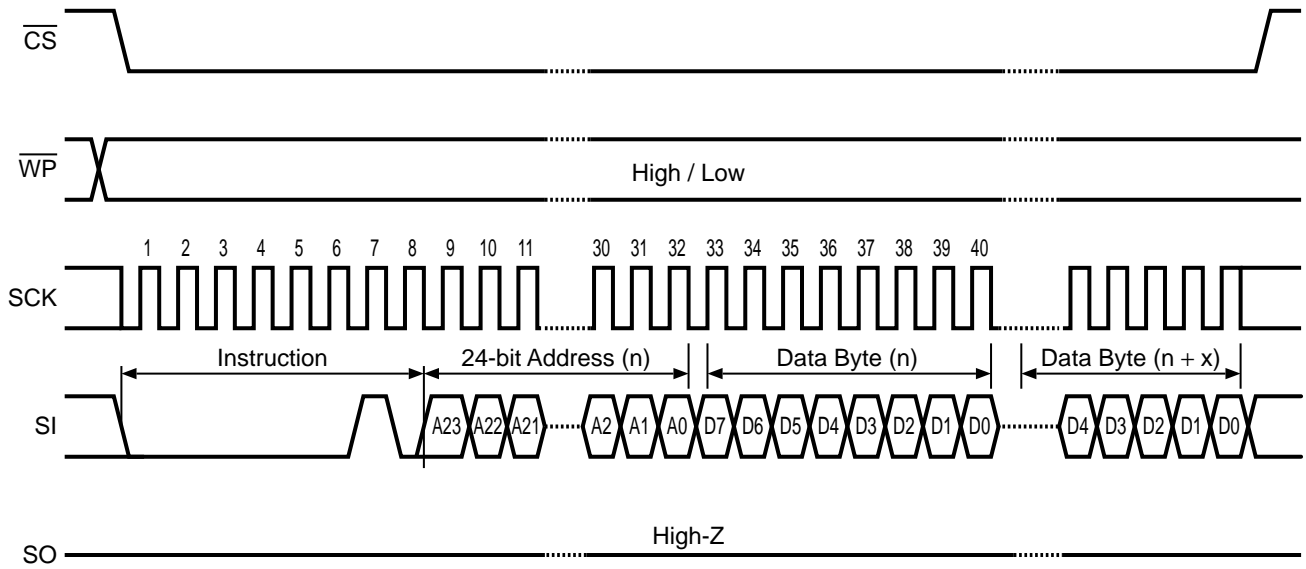 CS
WP
High / Low
1 2 3 4 5 6 7 8 9 10 11 30 31 32 33 34 35 36 37 38 39 40
SCK
Instruction 24-bit Address (n) Data Byte (n) Data Byte (n + x)
SI A23 A22 A21 A2 A1 A0 D7 D6 D5 D4 D3 D2 D1 D0 D4 D3 D2 D1 D0
High-Z
SO